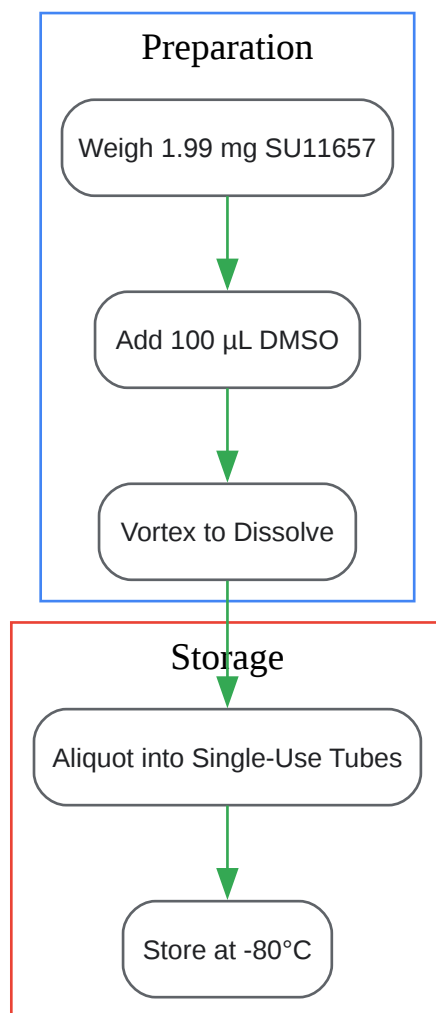 Preparation
Weigh 1.99 mg SU11657
Add 100 µL DMSO
Vortex to Dissolve
Storage
Aliquot into Single-Use Tubes
Store at -80°C